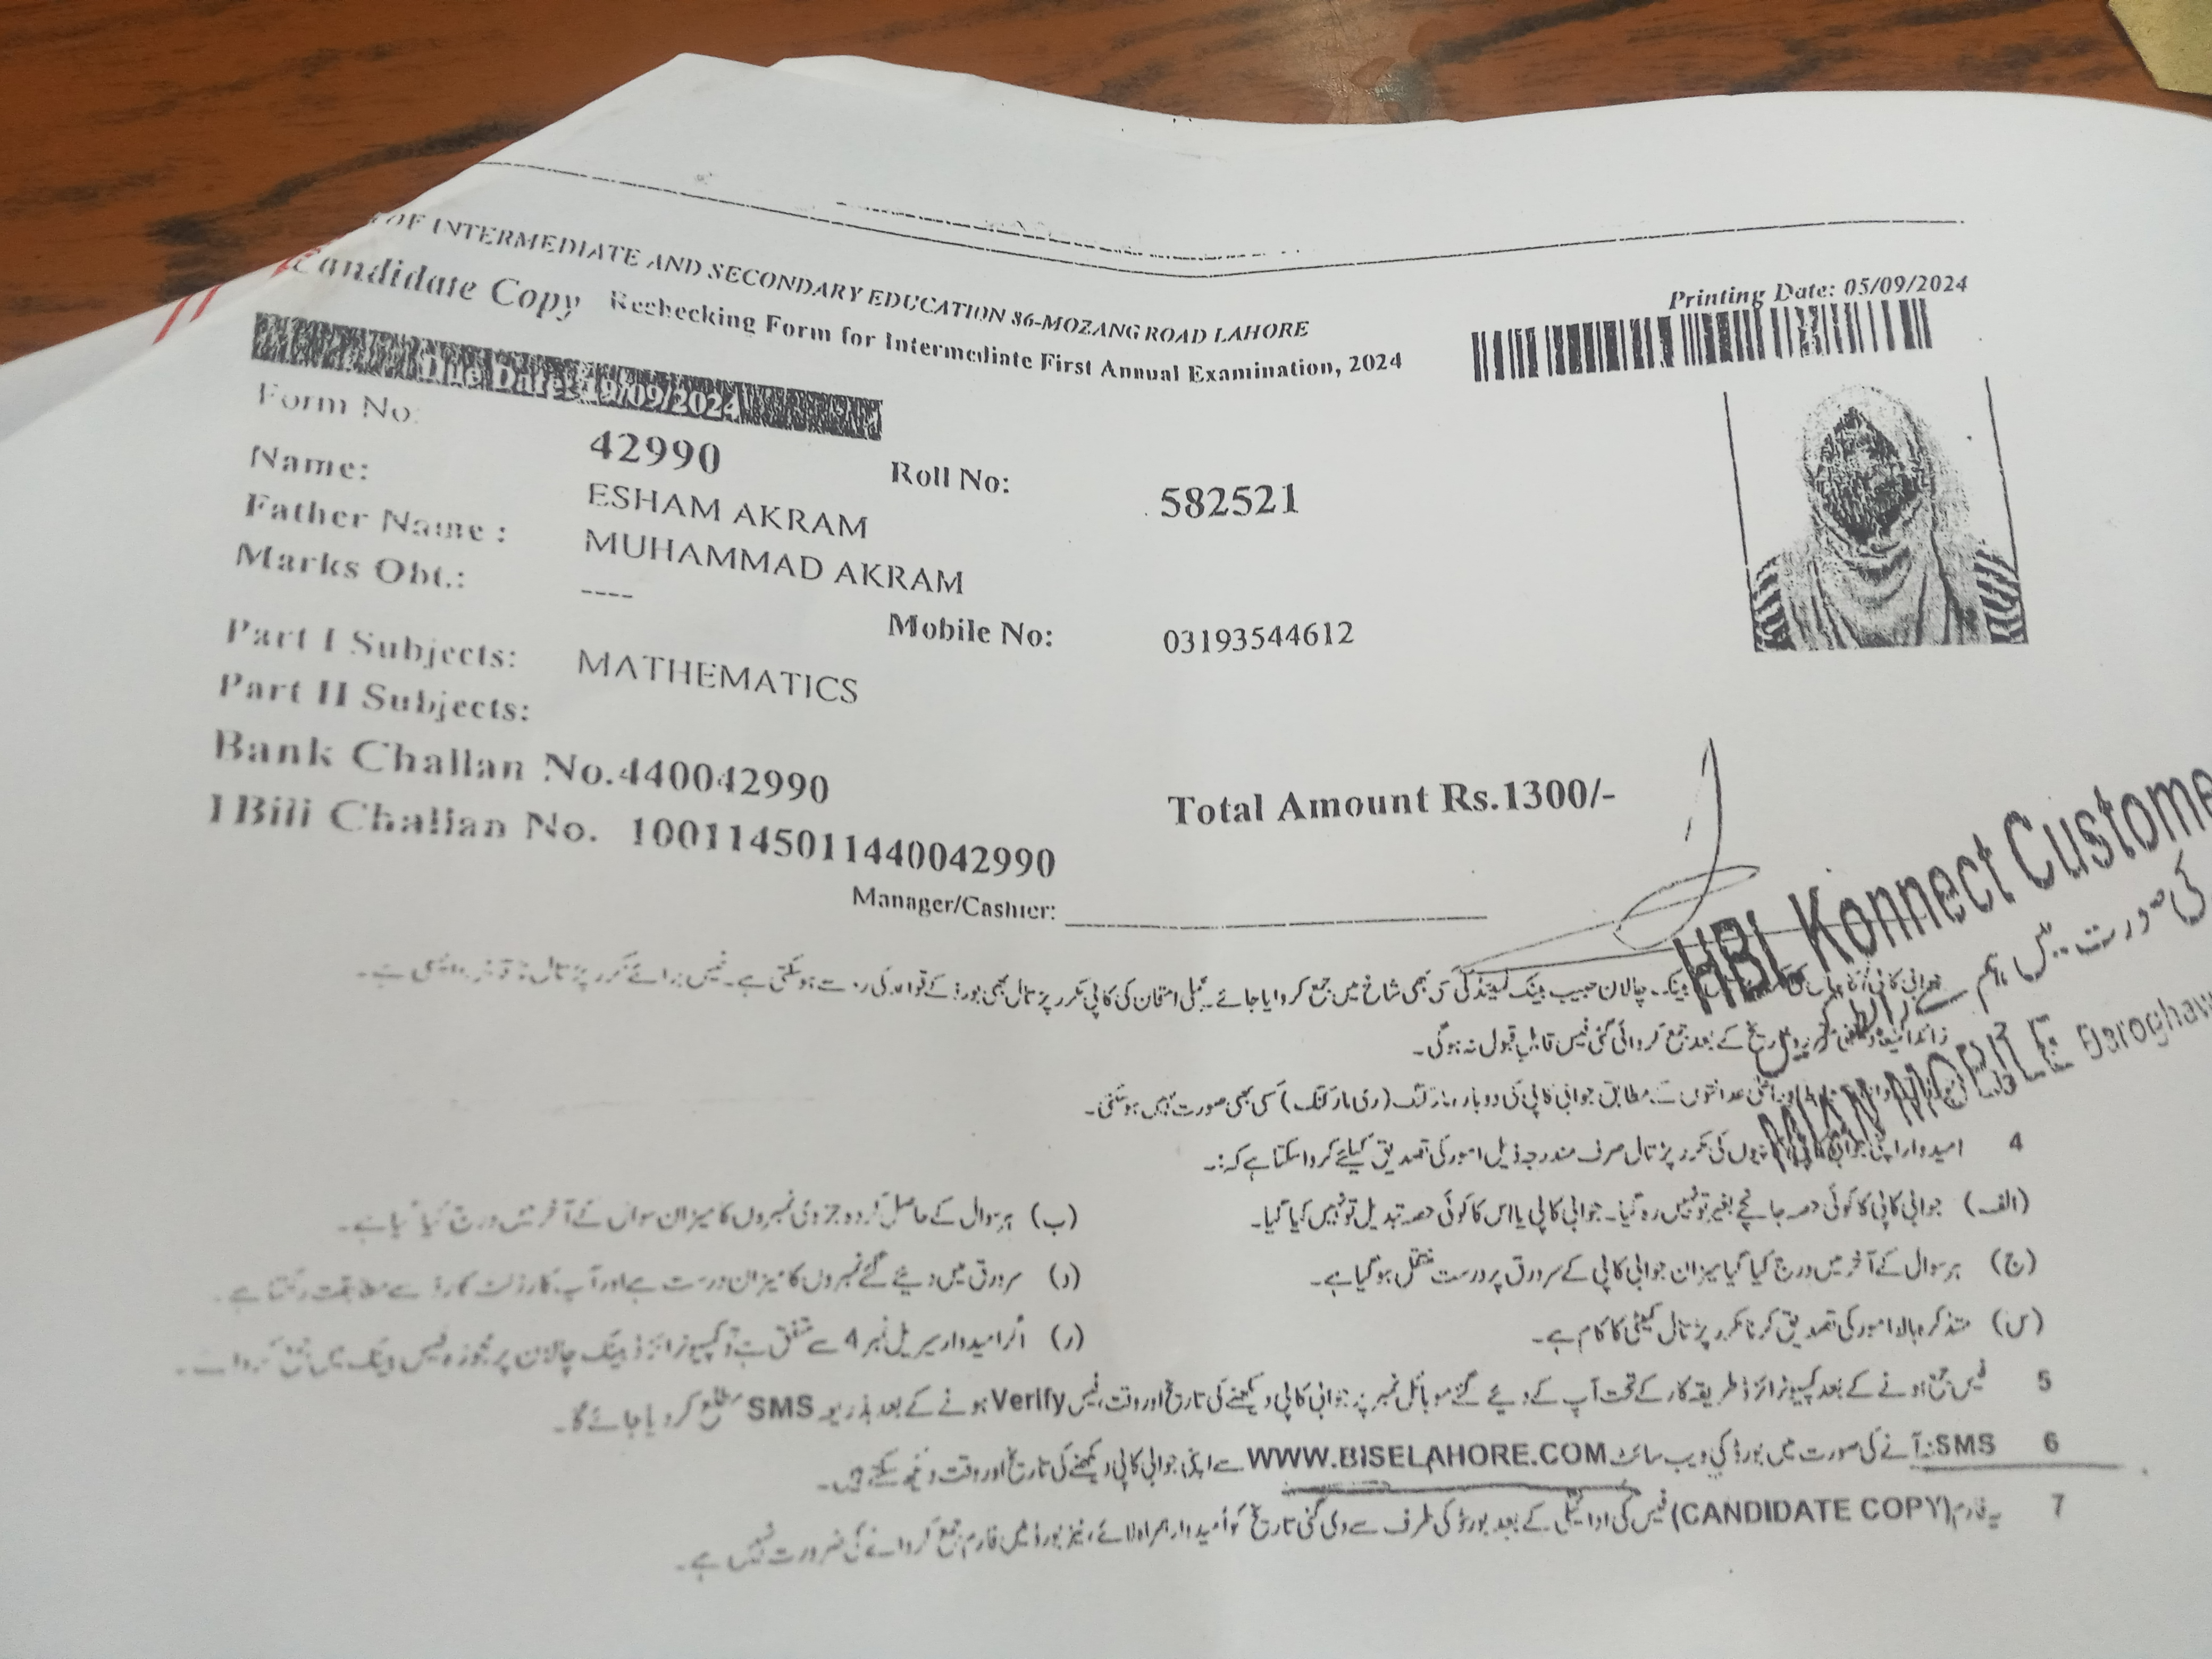 OF INTERMEDIATE AND SECONDARY EDUCATION 86-MOZANG ROAD LAHORE
Printing Date: 05/09/2024
Candidate Copy Rechecking Form for Intermediate First Annual Examination, 2024
Due Date: 19/09/2024
Form No: 42990 Roll No: 582521
Name: ESHAM AKRAM
Father Name : MUHAMMAD AKRAM
Marks Obt.: ---- Mobile No: 03193544612
Part I Subjects: MATHEMATICS
Part II Subjects:
Bank Challan No.440042990 Total Amount Rs.1300/-
1Bill Challan No. 1001145011440042990
Manager/Cashier:
HBL Konnect Custome
کی صورت میں ہم سے رابطہ کریں
MIAN MOBILE Daroghaw
چالان حبیب بینک لمیٹڈ کی کسی بھی شاخ میں جمع کروایا جائے۔ عملی امتحان کی کاپی مکرر پڑتال بھی بورڈ کے قواعد کی رو سے ہو سکتی ہے۔ فیس برائے مکرر پڑتال
تاریخ کے بعد جمع کروائی گئی فیس قابل قبول نہ ہوگی۔
عدالتوں کے مطابق جوابی کاپی کی دوبارہ مارکنگ (ری مارکنگ) کسی بھی صورت نہیں ہو سکتی۔
4 امیدوار اپنی جوابی کاپیوں کی مکرر پڑتال صرف مندرجہ ذیل امور کی تصدیق کیلئے کروا سکتا ہے کہ:۔
(الف) جوابی کاپی کا کوئی حصہ جانچے بغیر تو نہیں رہ گیا۔ جوابی کاپی یا اس کا کوئی حصہ تبدیل تو نہیں کیا گیا۔
(ب) ہر سوال کے حاصل کردہ جزوی نمبروں کا میزان سوال کے آخر میں درج کیا گیا ہے۔
(ج) ہر سوال کے آخر میں درج کیا گیا میزان جوابی کاپی کے سرورق پر درست منتقل ہو گیا ہے۔
(د) سرورق میں دیئے گئے نمبروں کا میزان درست ہے اور آپ کا رزلٹ کارڈ سے مطابقت رکھتا ہے۔
(س) متذکرہ بالا امور کی تصدیق کرنا مکرر پڑتال کمیٹی کا کام ہے۔
(ر) اگر امیدوار سیریل نمبر 4 سے متفق ہے تو کمپیوٹرائزڈ بینک چالان پر مجوزہ فیس بینک میں جمع کروائے۔
5 فیس جمع ہونے کے بعد کمپیوٹرائزڈ طریقہ کار کے تحت آپ کے دیئے گئے موبائل نمبر پر جوابی کاپی دیکھنے کی تاریخ اور وقت، فیس Verify ہونے کے بعد بذریعہ SMS مطلع کر دیا جائے گا۔
6 SMS نہ آنے کی صورت میں بورڈ کی ویب سائٹ WWW.BISELAHORE.COM سے اپنی جوابی کاپی دیکھنے کی تاریخ اور وقت دیکھ سکتے ہیں۔
7 یہ فارم (CANDIDATE COPY) فیس کی ادائیگی کے بعد بورڈ کی طرف سے دی گئی تاریخ کو امیدوار ہمراہ لائے، نیز بورڈ میں فارم جمع کروانے کی ضرورت نہیں ہے۔